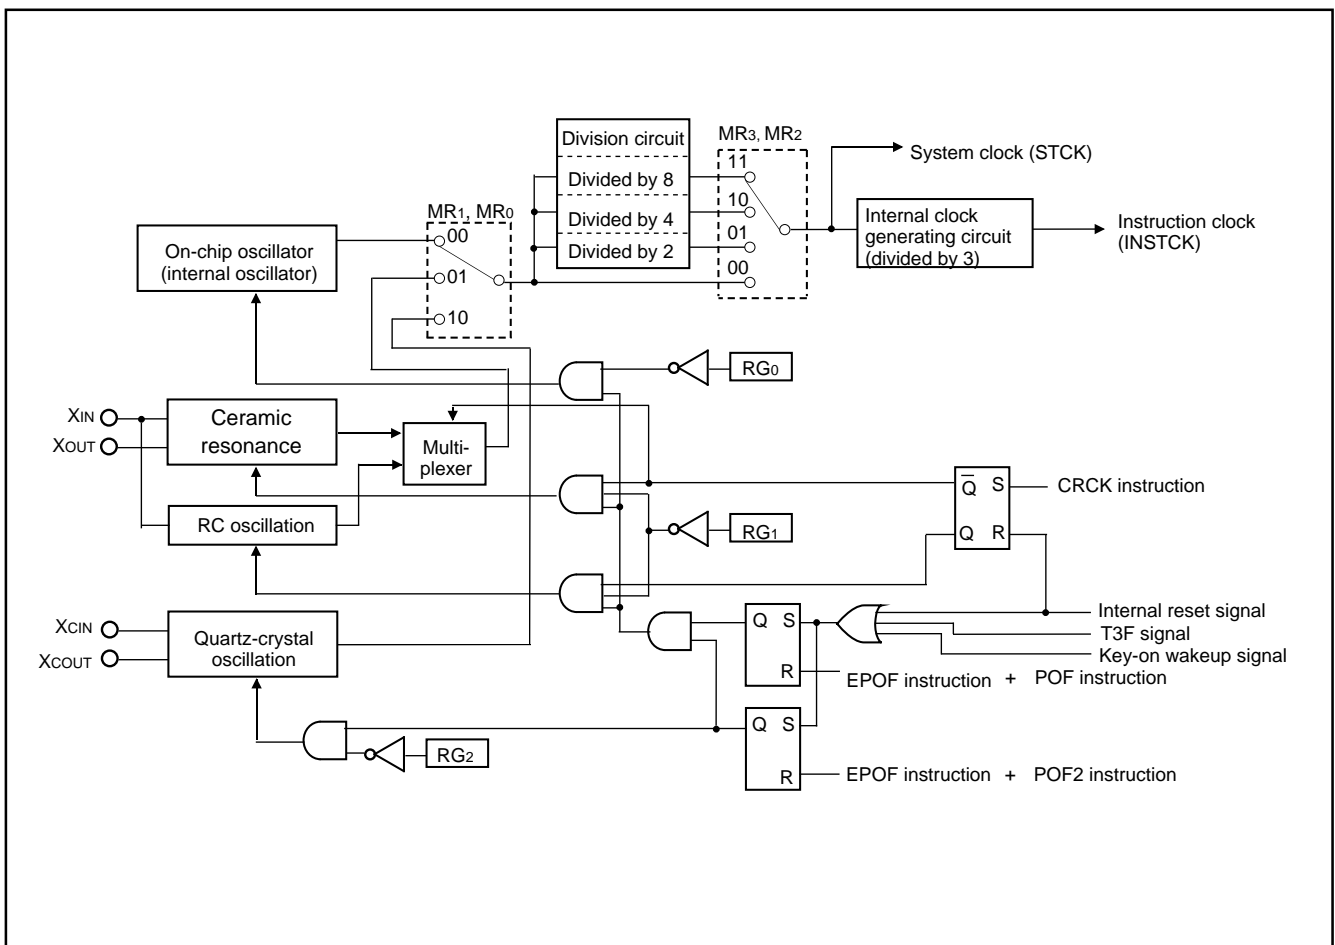 Division circuit
MR3, MR2
11
System clock (STCK)
Divided by 8
10
MR1, MR0
Divided by 4
Internal clock
generating circuit
(divided by 3)
Instruction clock
(INSTCK)
00
01
On-chip oscillator
(internal oscillator)
Divided by 2
00
01
10
RG0
XIN
Ceramic
resonance
XOUT
Multi-
plexer
Q
S
CRCK instruction
RC oscillation
RG1
Q
R
XCIN
Quartz-crystal
oscillation
XCOUT
Q
S
Internal reset signal
T3F signal
Key-on wakeup signal
R
EPOF instruction + POF instruction
Q
S
RG2
R
EPOF instruction + POF2 instruction